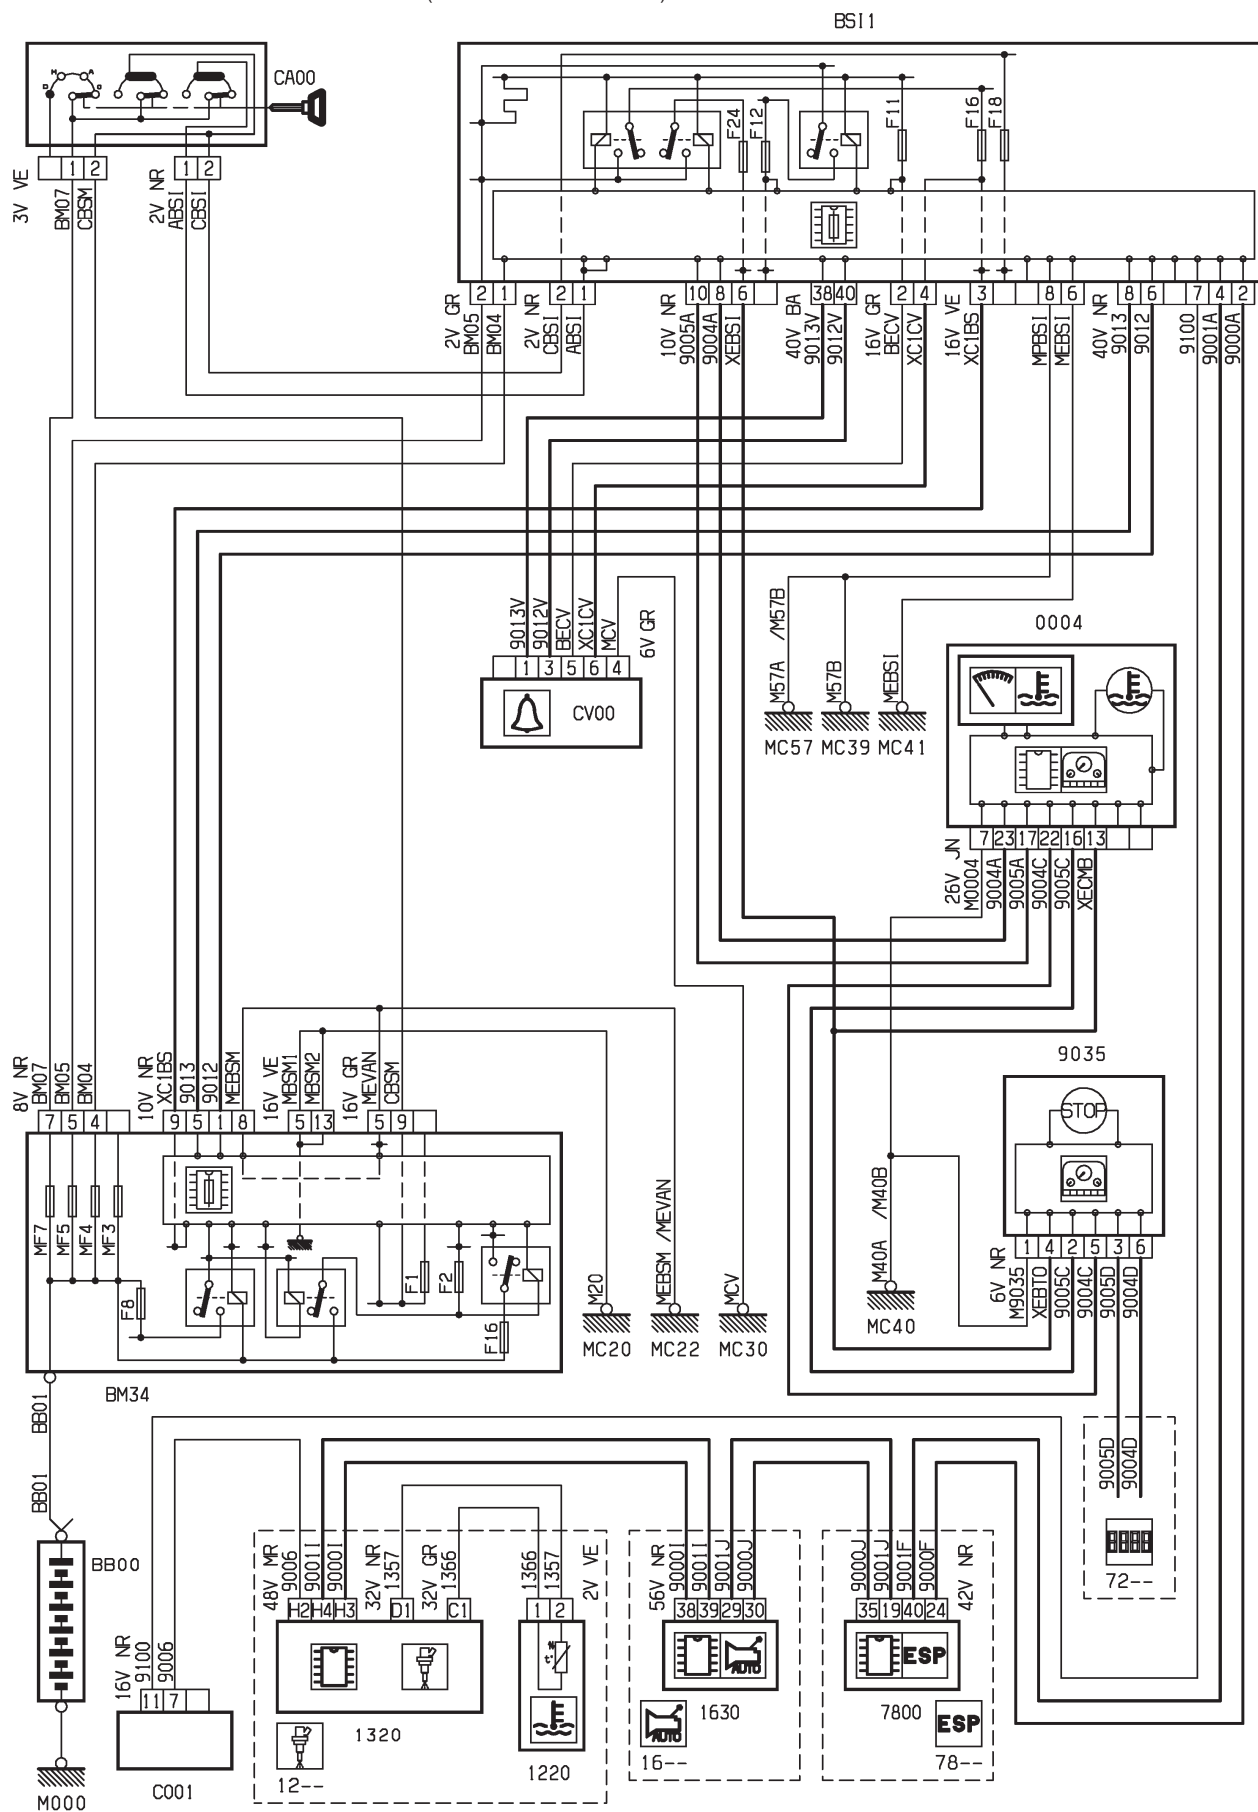 BSI1
CA00
H
A
D
3V VE
1
2
BM07
CBSM
2V NR
1
2
ABSI
CBSI
F24
F12
F11
F16
F18
2V GR
2
1
BM05
BM04
2V NR
2
1
CBSI
ABSI
10V NR
10
8
6
9005A
9004A
XEBSI
40V BA
38
40
9013V
9012V
16V GR
2
4
BECV
XC1CV
16V VE
3
XC1BS
8
6
MPBSI
MEBSI
40V NR
8
6
9013
9012
7
4
2
9100
9001A
9000A
9013V
9012V
BECV
XC1CV
MCV
6V GR
1
3
5
6
4
CV00
M57A /M57B
M57B
MEBSI
MC57
MC39
MC41
0004
7
23
17
22
16
13
26V JN
M0004
9004A
9005A
9004C
9005C
XECMB
9035
STOP
1
4
2
5
3
6
6V NR
M9035
XEBTO
9005C
9004C
9005D
9004D
M40A /M40B
MC40
8V NR
BM07
BM05
BM04
7
5
4
10V NR
XC1BS
9013
9012
MEBSM
9
5
1
8
16V VE
MBSM1
MBSM2
5
13
16V GR
MEVAN
CBSM
5
9
MF7
MF5
MF4
MF3
F8
F1
F2
F16
BM34
M20
MEBSM /MEVAN
MCV
MC20
MC22
MC30
BB01
BB01
BB00
M000
16V NR
9100
9006
11
7
C001
48V MR
9006
9001I
9000I
32V NR
1357
32V GR
1366
H2
H4
H3
D1
C1
1320
12--
1366
1357
2V VE
1
2
t°
1220
56V NR
9000I
9001I
9001J
9000J
38
39
29
30
AUTO
1630
AUTO
16--
9000J
9001J
9001F
9000F
42V NR
35
19
40
24
ESP
7800
ESP
78--
9005D
9004D
72--